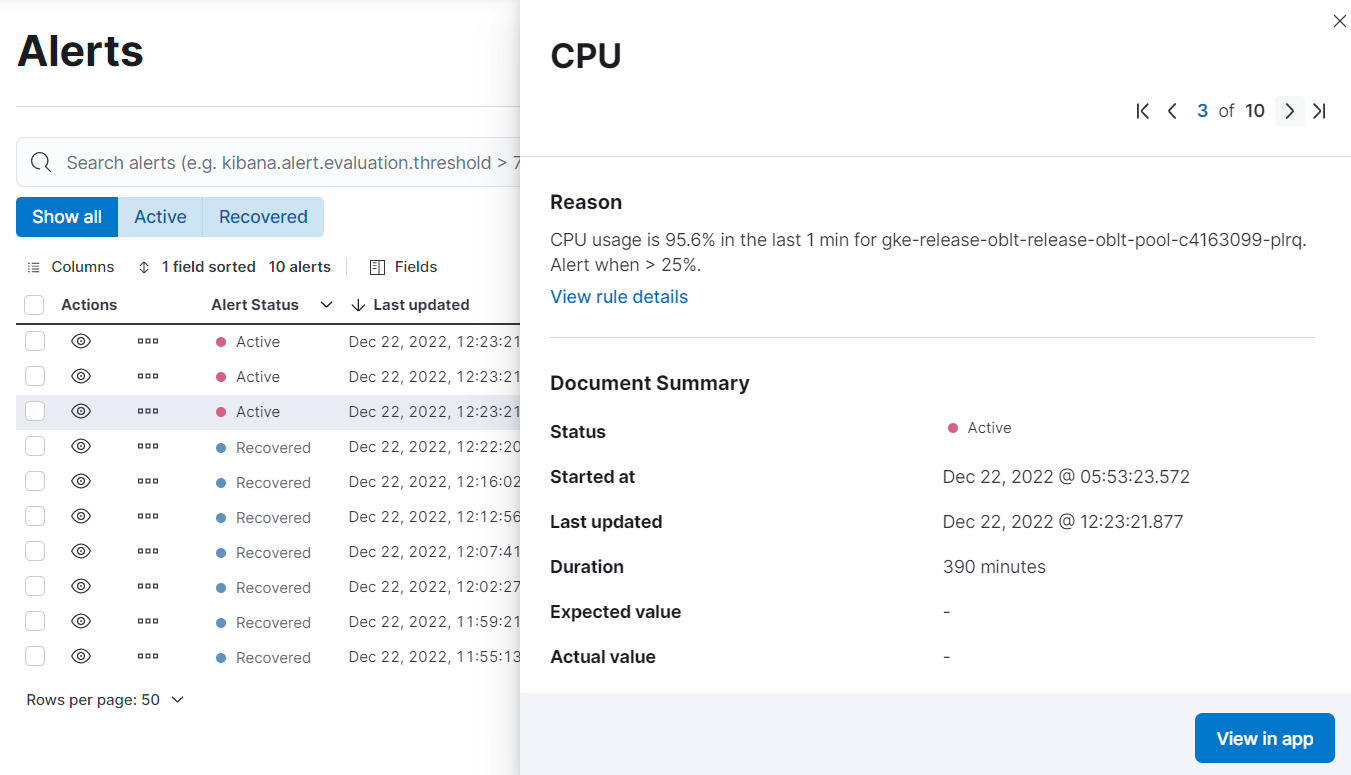 Alerts
Search alerts (e.g. kibana.alert.evaluation.threshold > 7
Show all Active Recovered
Columns 1 field sorted 10 alerts Fields
Actions Alert Status Last updated
Active Dec 22, 2022, 12:23:21
Active Dec 22, 2022, 12:23:21
Active Dec 22, 2022, 12:23:21
Recovered Dec 22, 2022, 12:22:20
Recovered Dec 22, 2022, 12:16:02
Recovered Dec 22, 2022, 12:12:56
Recovered Dec 22, 2022, 12:07:41
Recovered Dec 22, 2022, 12:02:27
Recovered Dec 22, 2022, 11:59:21
Recovered Dec 22, 2022, 11:55:13
Rows per page: 50
CPU
3 of 10
Reason
CPU usage is 95.6% in the last 1 min for gke-release-oblt-release-oblt-pool-c4163099-plrq.
Alert when > 25%.
View rule details
Document Summary
Status Active
Started at Dec 22, 2022 @ 05:53:23.572
Last updated Dec 22, 2022 @ 12:23:21.877
Duration 390 minutes
Expected value -
Actual value -
View in app